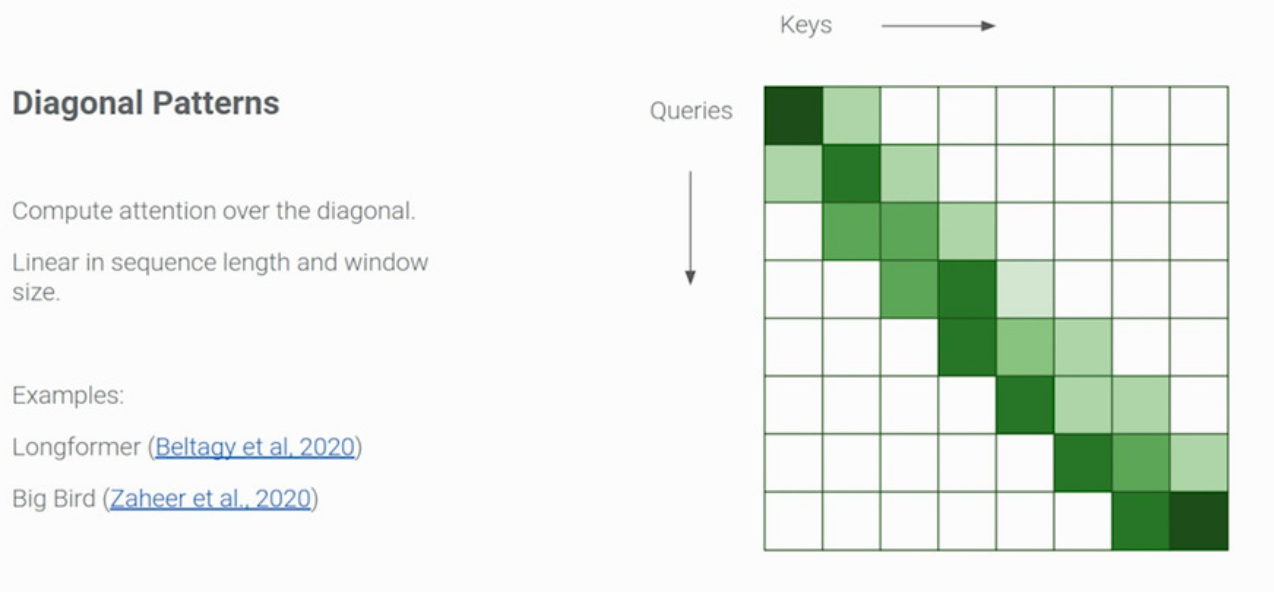 Keys
Diagonal Patterns
Queries
Compute attention over the diagonal.
Linear in sequence length and window
size.
Examples:
Longformer (Beltagy et al, 2020)
Big Bird (Zaheer et al., 2020)